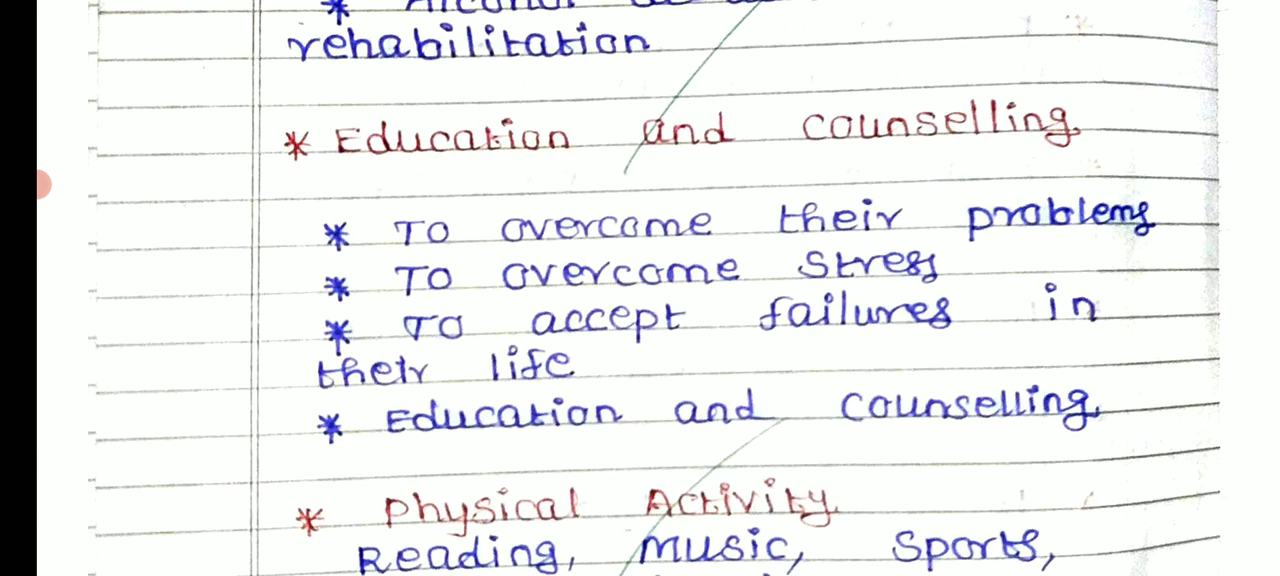 rehabilitation
* Education and counselling.
* To overcome their problems
* To overcome stress
* To accept failures in
their life
* Education and counselling.
* Physical Activity.
Reading, music, sports,